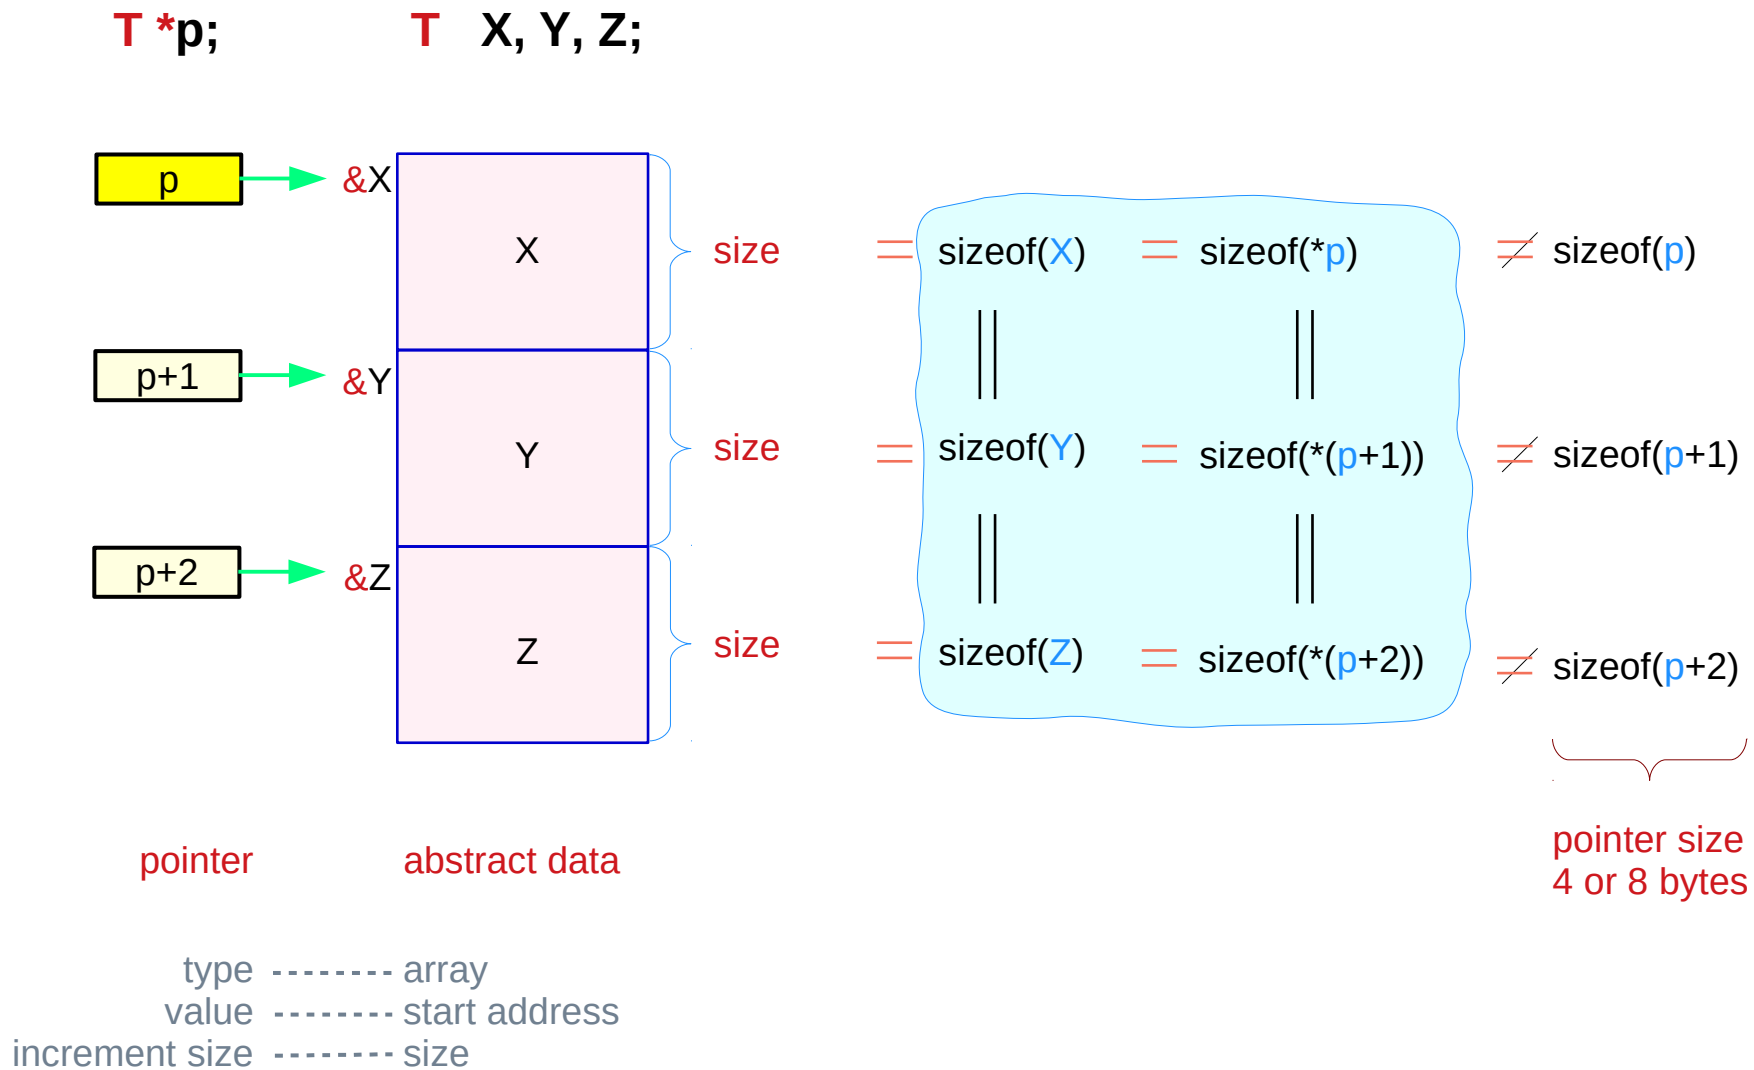 T *p; T X, Y, Z;
p &X
X size = sizeof(X) = sizeof(*p) ≠ sizeof(p)
p+1 &Y
Y size = sizeof(Y) = sizeof(*(p+1)) ≠ sizeof(p+1)
p+2 &Z
Z size = sizeof(Z) = sizeof(*(p+2)) ≠ sizeof(p+2)
pointer abstract data
pointer size
4 or 8 bytes
type -------- array
value -------- start address
increment size -------- size